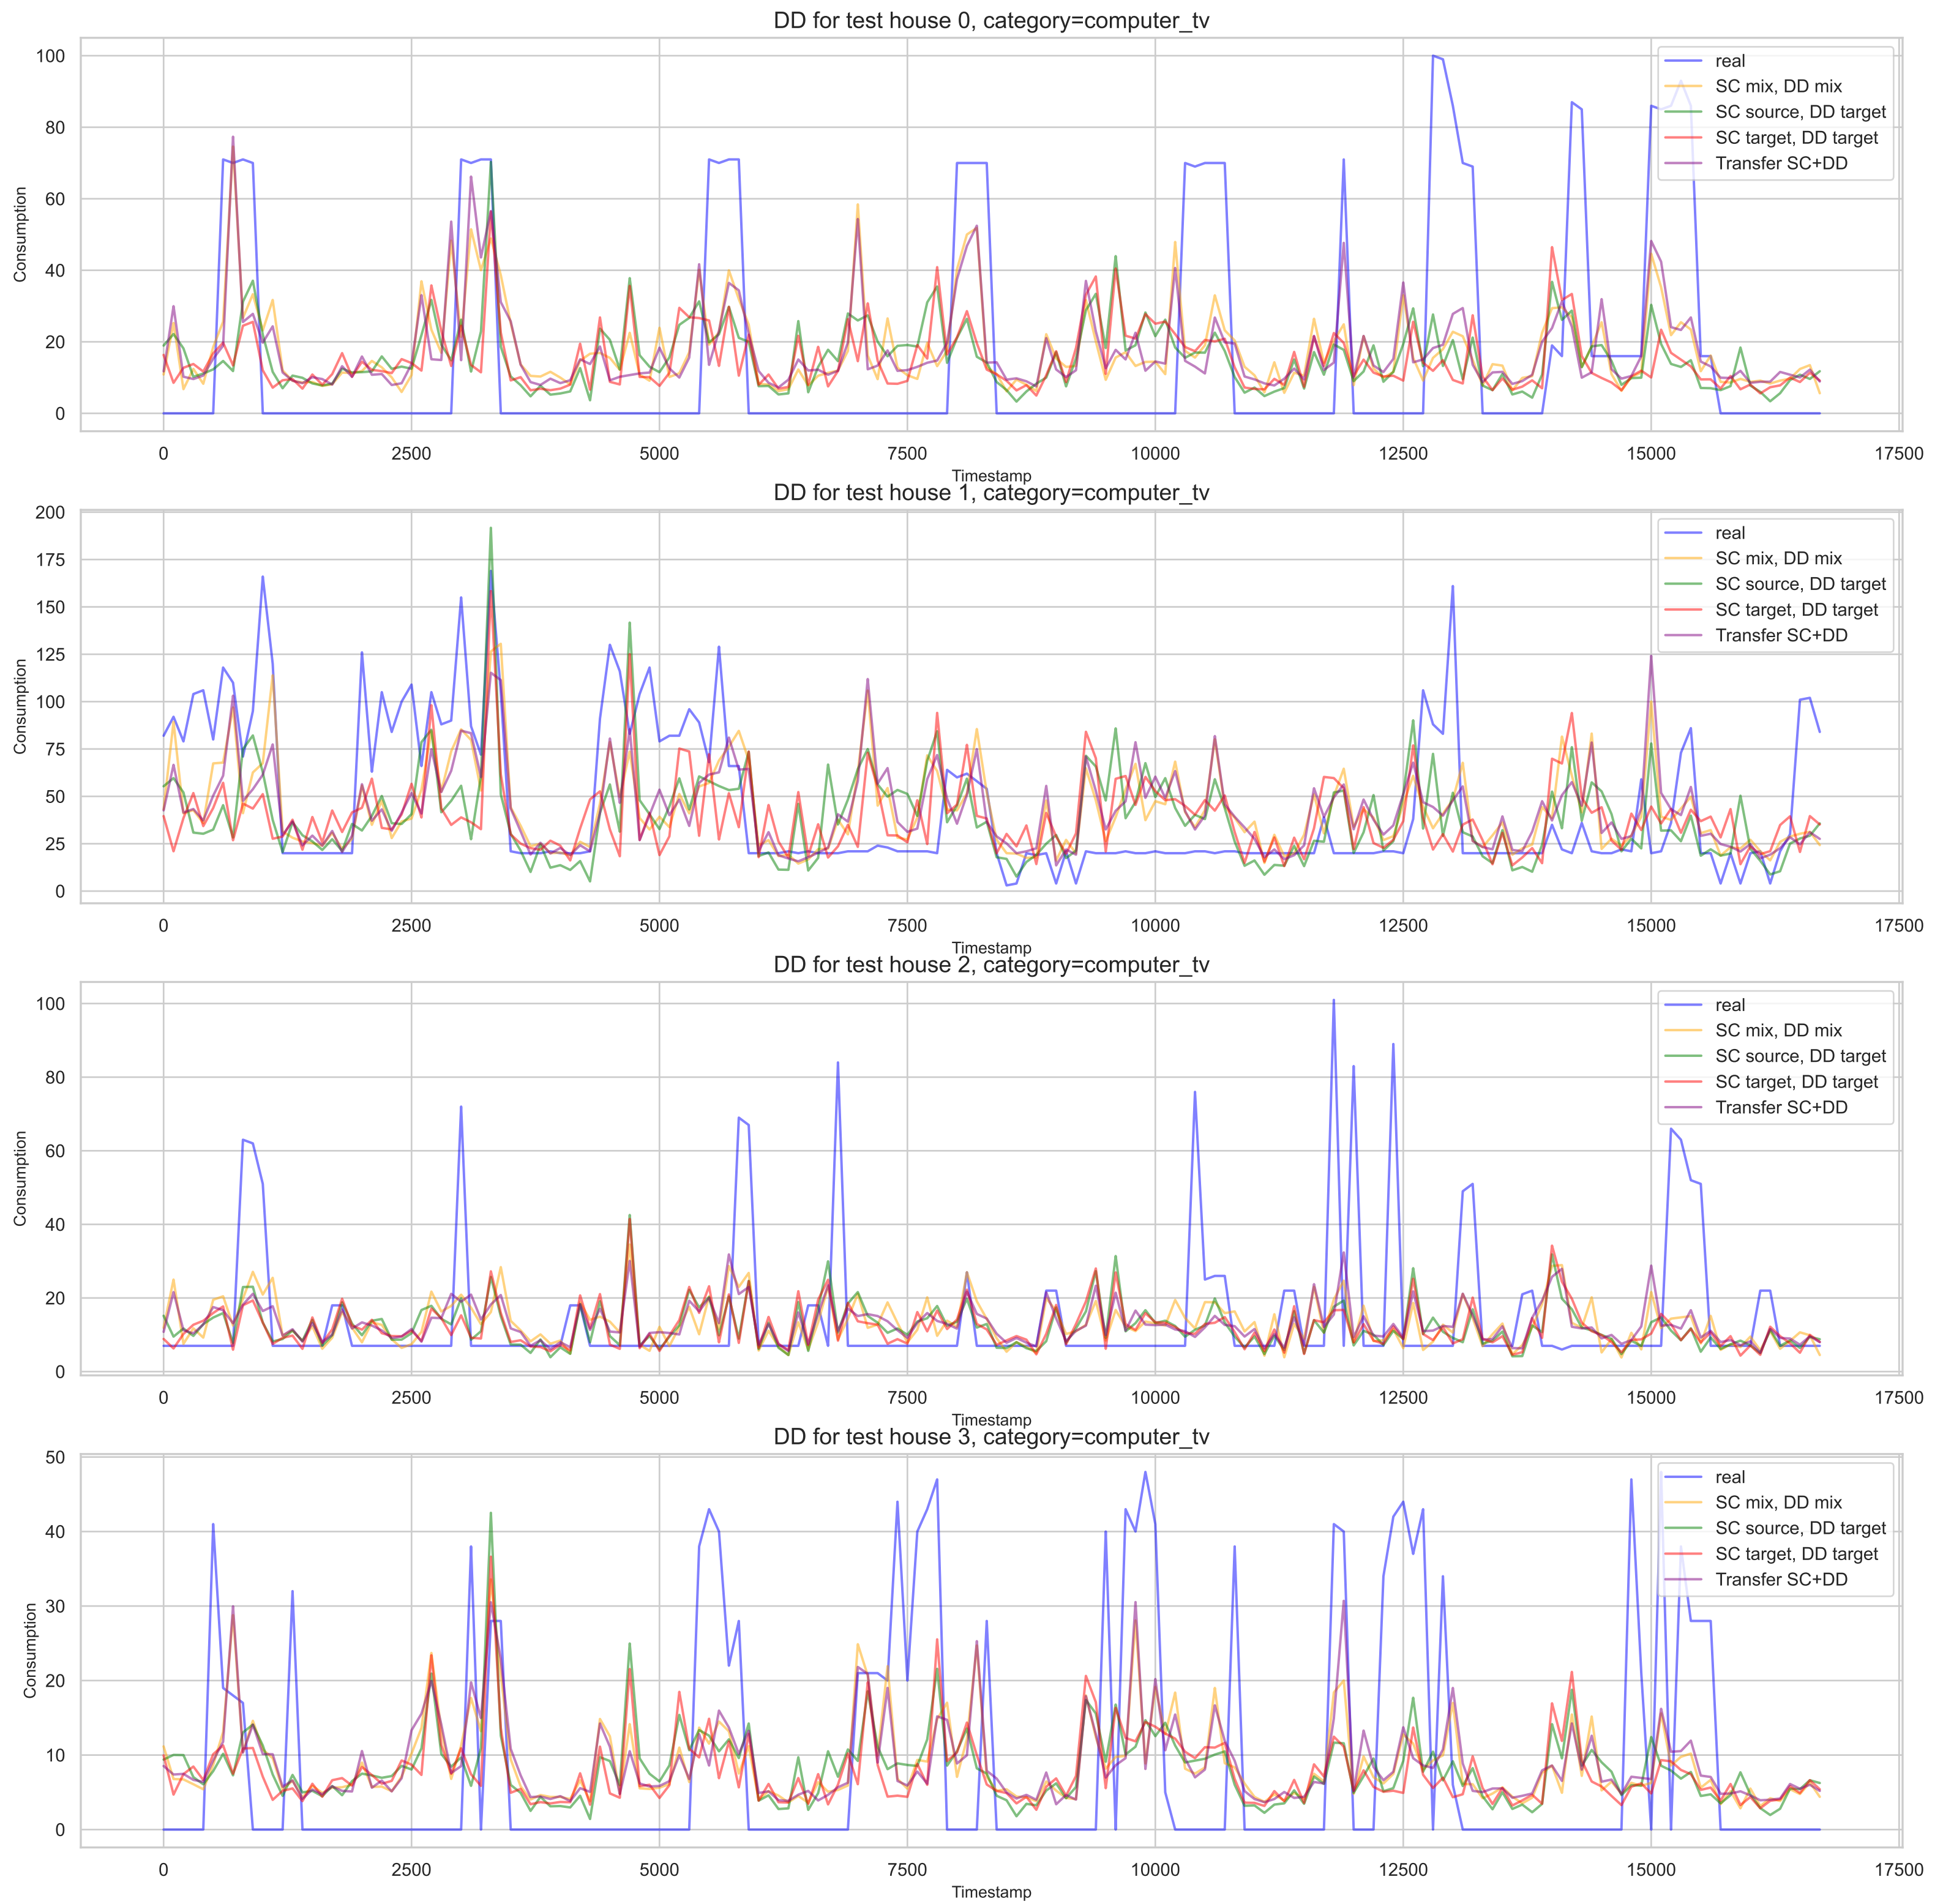 DD for test house 0, category=computer_tv
Consumption
100
80
60
40
20
0
real
SC mix, DD mix
SC source, DD target
SC target, DD target
Transfer SC+DD
0 2500 5000 7500 10000 12500 15000 17500
Timestamp
DD for test house 1, category=computer_tv
Consumption
200
175
150
125
100
75
50
25
0
real
SC mix, DD mix
SC source, DD target
SC target, DD target
Transfer SC+DD
0 2500 5000 7500 10000 12500 15000 17500
Timestamp
DD for test house 2, category=computer_tv
Consumption
100
80
60
40
20
0
real
SC mix, DD mix
SC source, DD target
SC target, DD target
Transfer SC+DD
0 2500 5000 7500 10000 12500 15000 17500
Timestamp
DD for test house 3, category=computer_tv
Consumption
50
40
30
20
10
0
real
SC mix, DD mix
SC source, DD target
SC target, DD target
Transfer SC+DD
0 2500 5000 7500 10000 12500 15000 17500
Timestamp